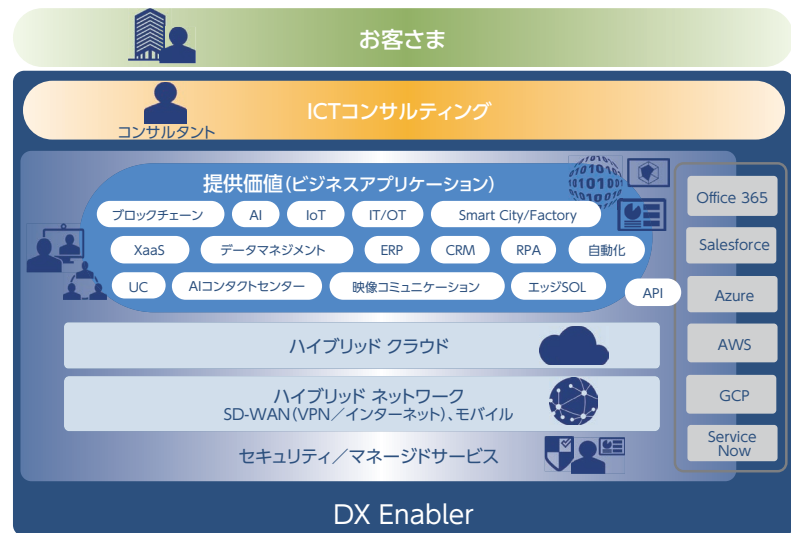 お客さま
ICTコンサルティング
コンサルタント
提供価値(ビジネスアプリケーション)
ブロックチェーン
AI
IoT
IT/OT
Smart City/Factory
XaaS
データマネジメント
ERP
CRM
RPA
自動化
UC
AIコンタクトセンター
映像コミュニケーション
エッジSOL
API
ハイブリッド クラウド
ハイブリッド ネットワーク
SD-WAN(VPN/インターネット)、モバイル
セキュリティ/マネージドサービス
Office 365
Salesforce
Azure
AWS
GCP
Service
Now
DX Enabler